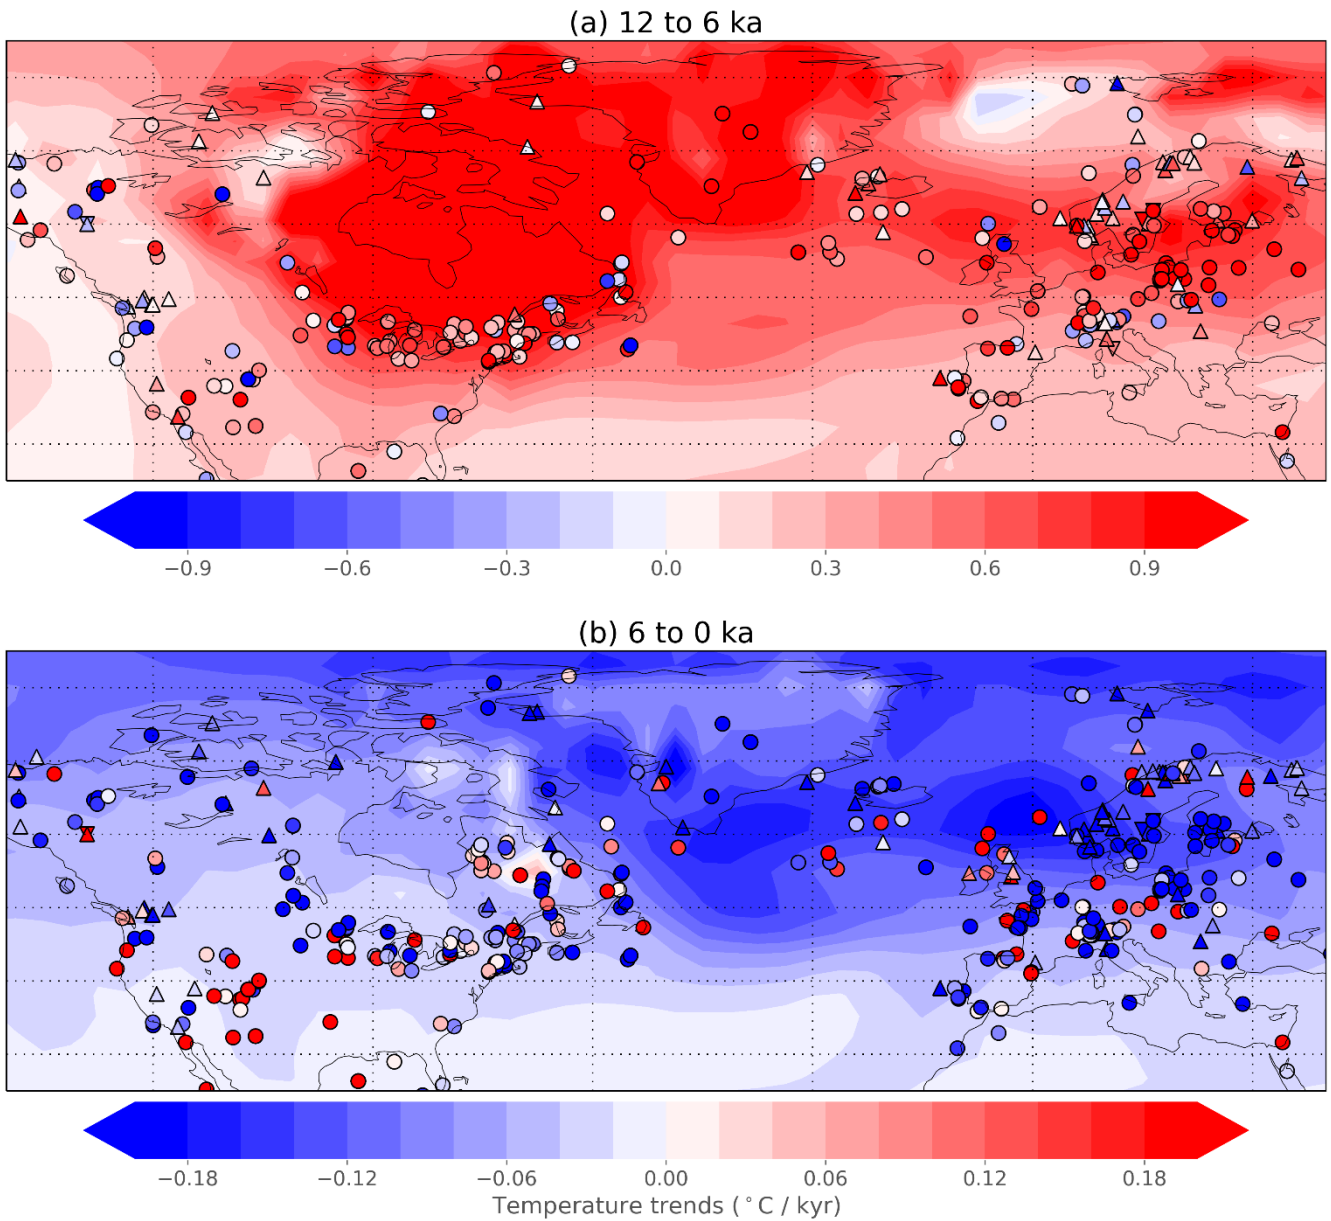 (a) 12 to 6 ka
−0.9 −0.6 −0.3 0.0 0.3 0.6 0.9
(b) 6 to 0 ka
−0.18 −0.12 −0.06 0.00 0.06 0.12 0.18
Temperature trends (°C / kyr)